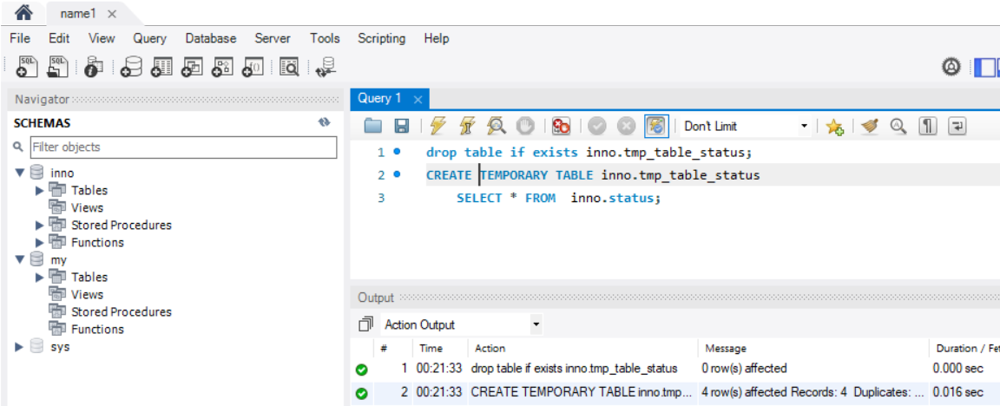 name1
File Edit View Query Database Server Tools Scripting Help
SQL SQL
Navigator
SCHEMAS
Filter objects
inno
Tables
Views
Stored Procedures
Functions
my
Tables
Views
Stored Procedures
Functions
sys
Query 1
Don't Limit
1 drop table if exists inno.tmp_table_status;
2 CREATE TEMPORARY TABLE inno.tmp_table_status
3 SELECT * FROM inno.status;
Output
Action Output
# Time Action Message Duration / Fet
1 00:21:33 drop table if exists inno.tmp_table_status 0 row(s) affected 0.000 sec
2 00:21:33 CREATE TEMPORARY TABLE inno.tmp... 4 row(s) affected Records: 4 Duplicates: ... 0.016 sec